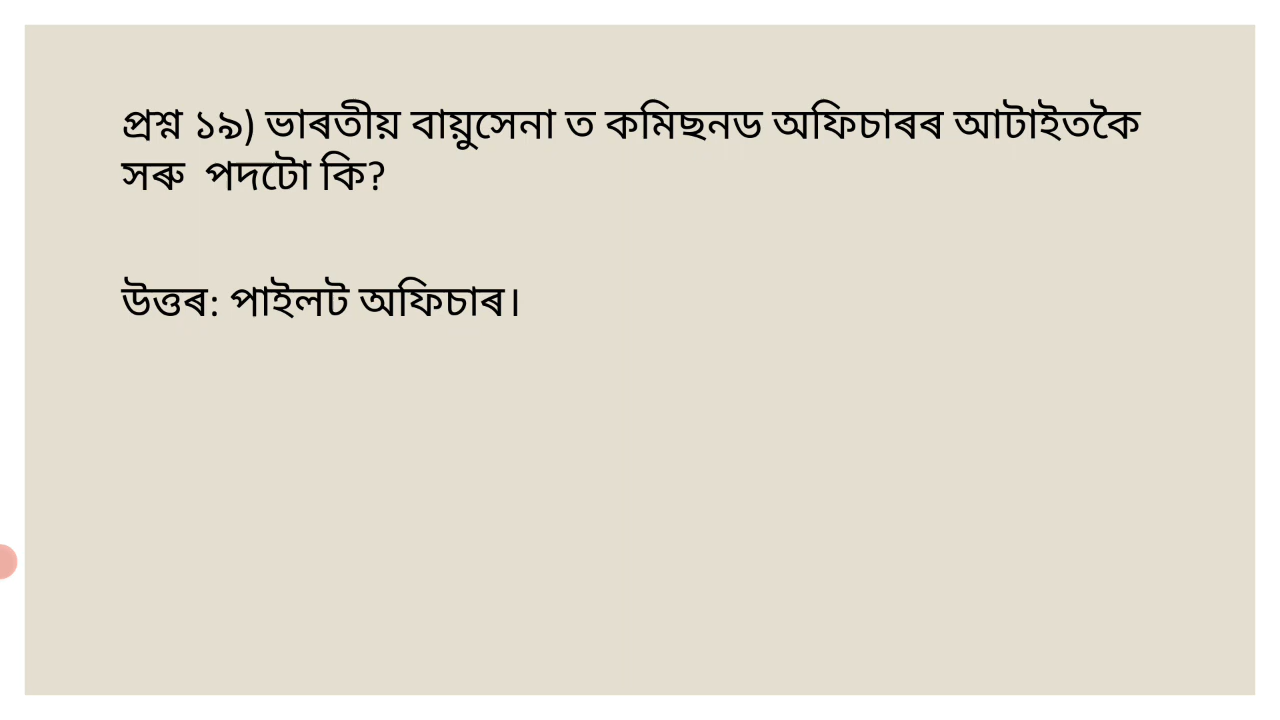 প্ৰশ্ন ১৯) ভাৰতীয় বায়ুসেনা ত কমিছনড অফিচাৰৰ আটাইতকৈ
সৰু  পদটো কি?
উত্তৰ: পাইলট অফিচাৰ।